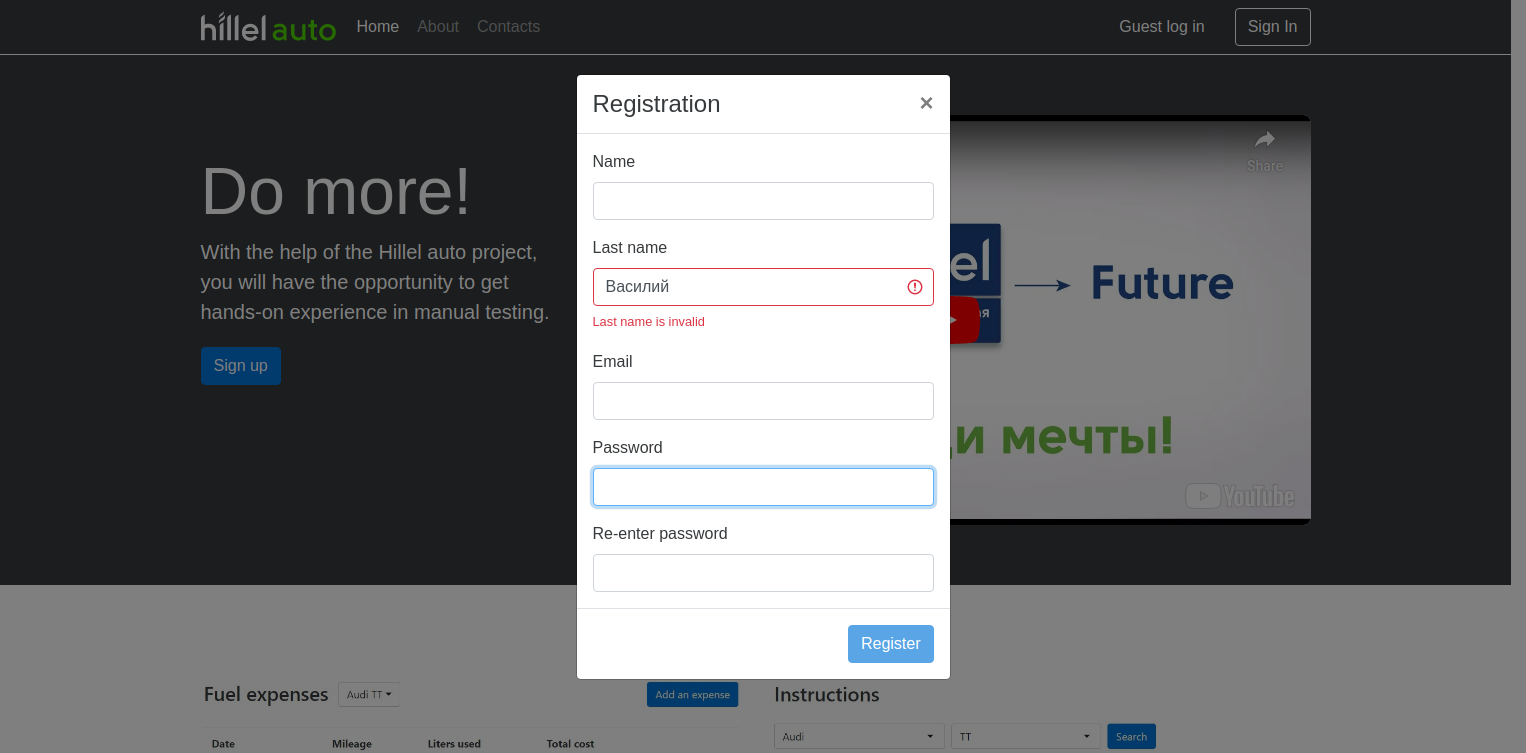 hillel auto Home About Contacts Guest log in Sign In
Registration ×
Name
Last name
Василий
Last name is invalid
Email
Password
Re-enter password
Register
Do more!
With the help of the Hillel auto project,
you will have the opportunity to get
hands-on experience in manual testing.
Sign up
Share
el
Future
ая
ди мечты!
YouTube
Fuel expenses Audi TT Add an expense
Date Mileage Liters used Total cost
Instructions
Audi TT Search